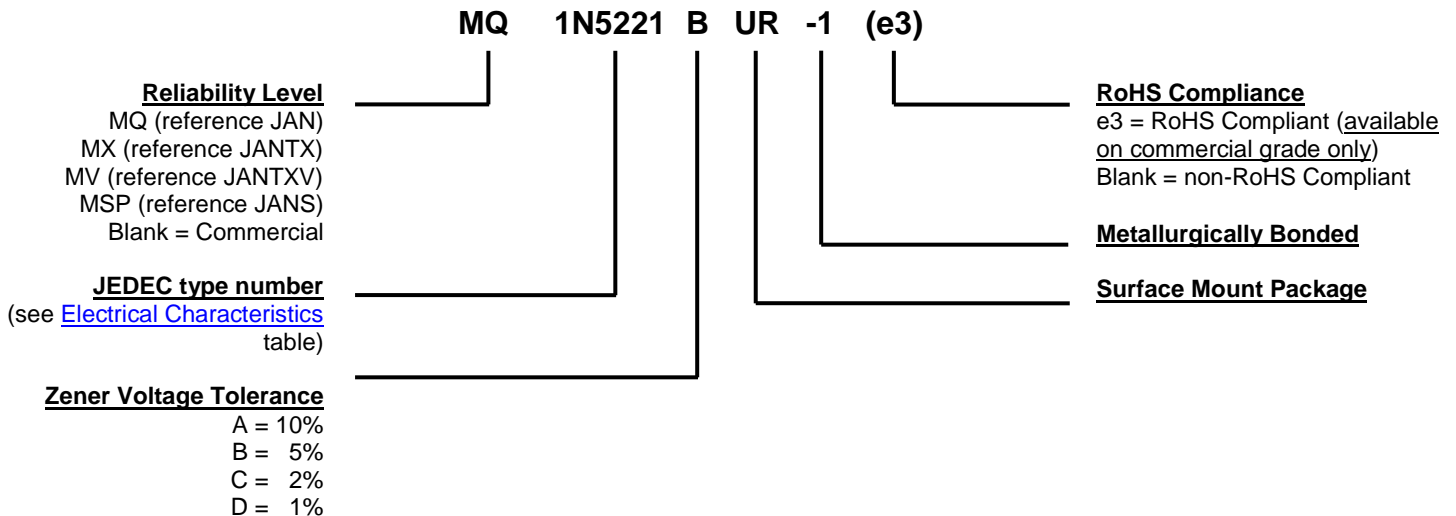 MQ 1N5221 B UR -1 (e3)
Reliability Level
MQ (reference JAN)
MX (reference JANTX)
MV (reference JANTXV)
MSP (reference JANS)
Blank = Commercial
JEDEC type number
(see Electrical Characteristics
table)
Zener Voltage Tolerance
A = 10%
B = 5%
C = 2%
D = 1%
RoHS Compliance
e3 = RoHS Compliant (available
on commercial grade only)
Blank = non-RoHS Compliant
Metallurgically Bonded
Surface Mount Package